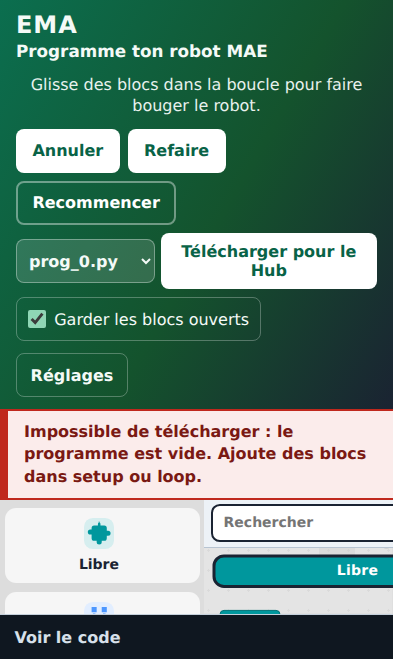 EMA
Programme ton robot MAE
Glisse des blocs dans la boucle pour faire
bouger le robot.
Annuler
Refaire
Recommencer
prog_0.py
Télécharger pour le
Hub
Garder les blocs ouverts
Réglages
Impossible de télécharger : le
programme est vide. Ajoute des blocs
dans setup ou loop.
Libre
Rechercher
Libre
Voir le code